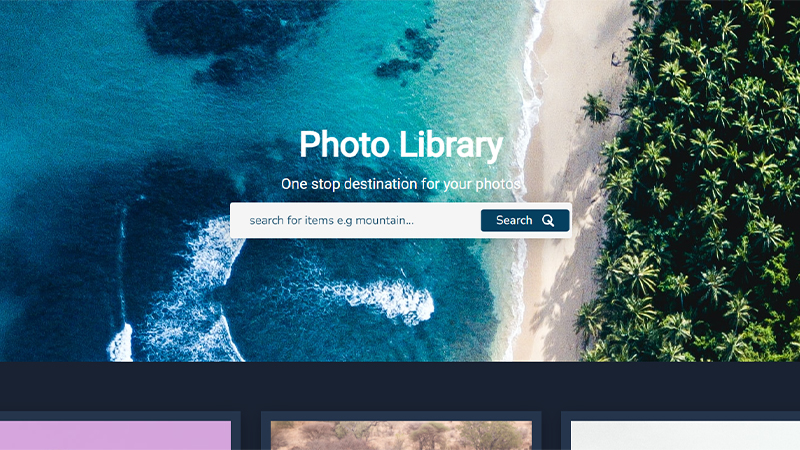 Photo Library
One stop destination for your photos
search for items e.g mountain...
Search